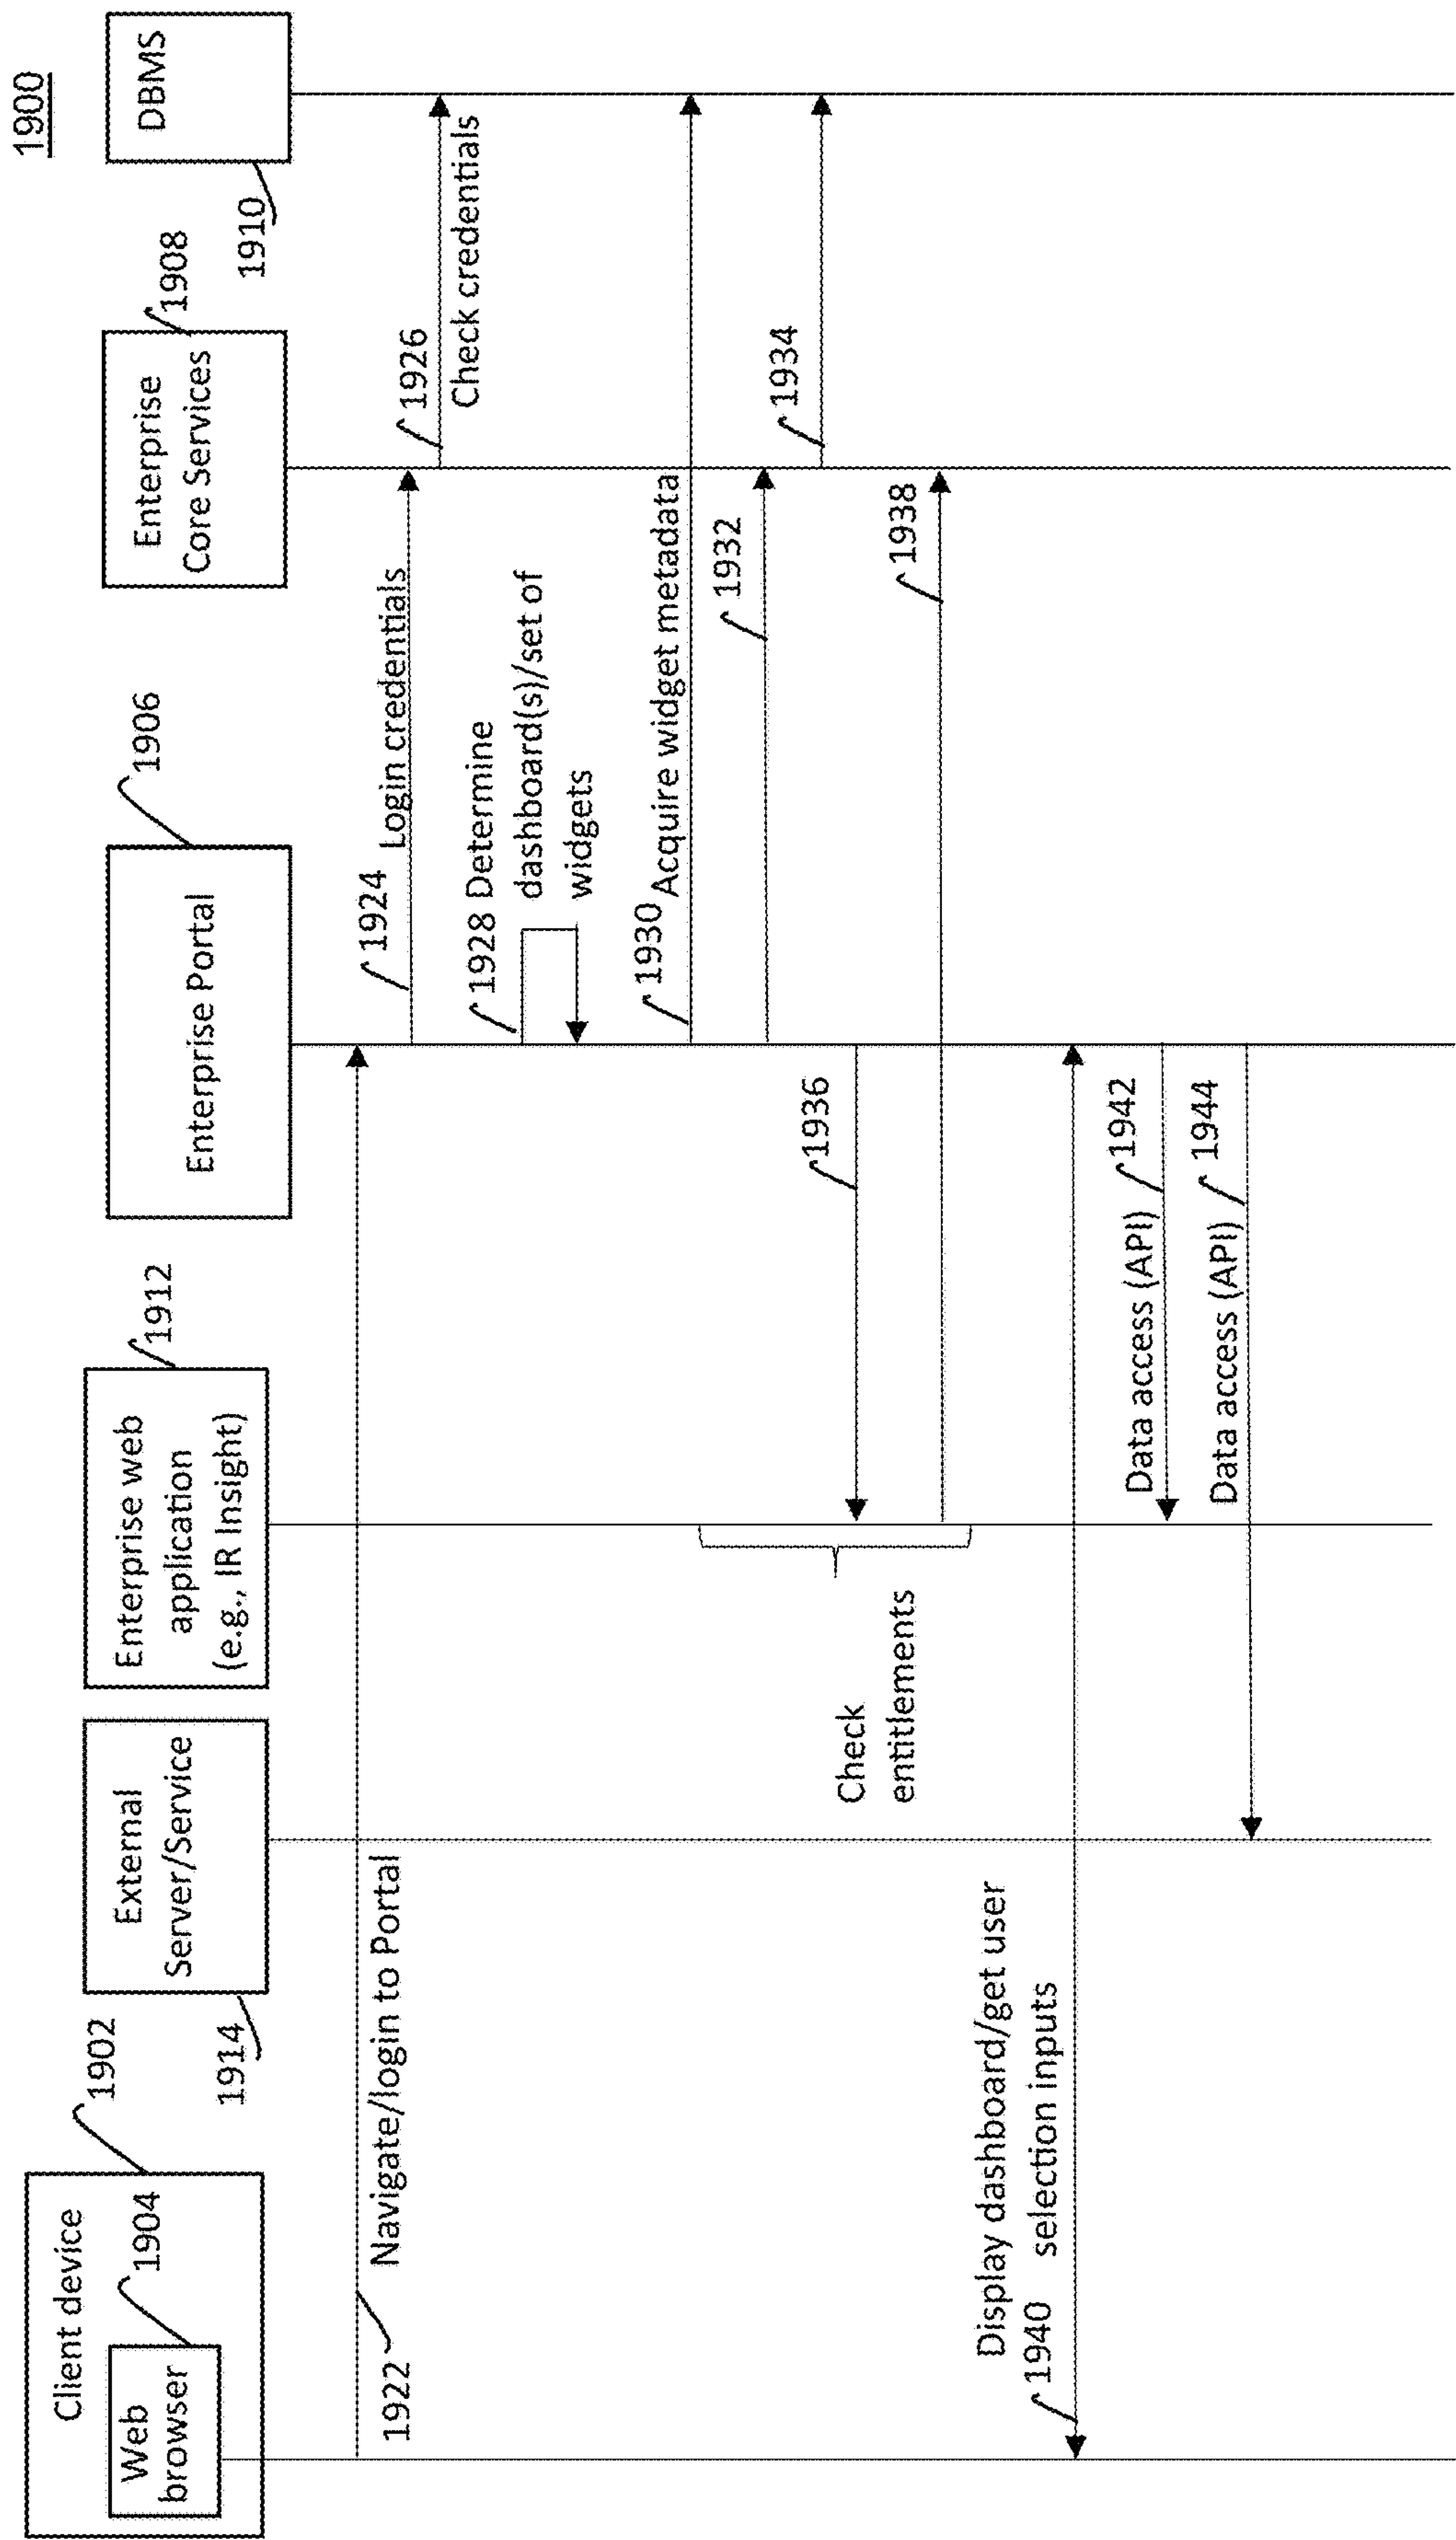 1900
Client device
1902
Web
browser
1904
External
Server/Service
1914
Enterprise web
application
(e.g., IR Insight)
1912
Enterprise Portal
1906
Enterprise
Core Services
1908
DBMS
1910
1922
Navigate/login to Portal
1924
Login credentials
1926
Check credentials
1928 Determine
dashboard(s)/set of
widgets
1930
Acquire widget metadata
1932
1934
1936
Check
entitlements
1938
Display dashboard/get user
1940 selection inputs
Data access (API)
1942
Data access (API)
1944